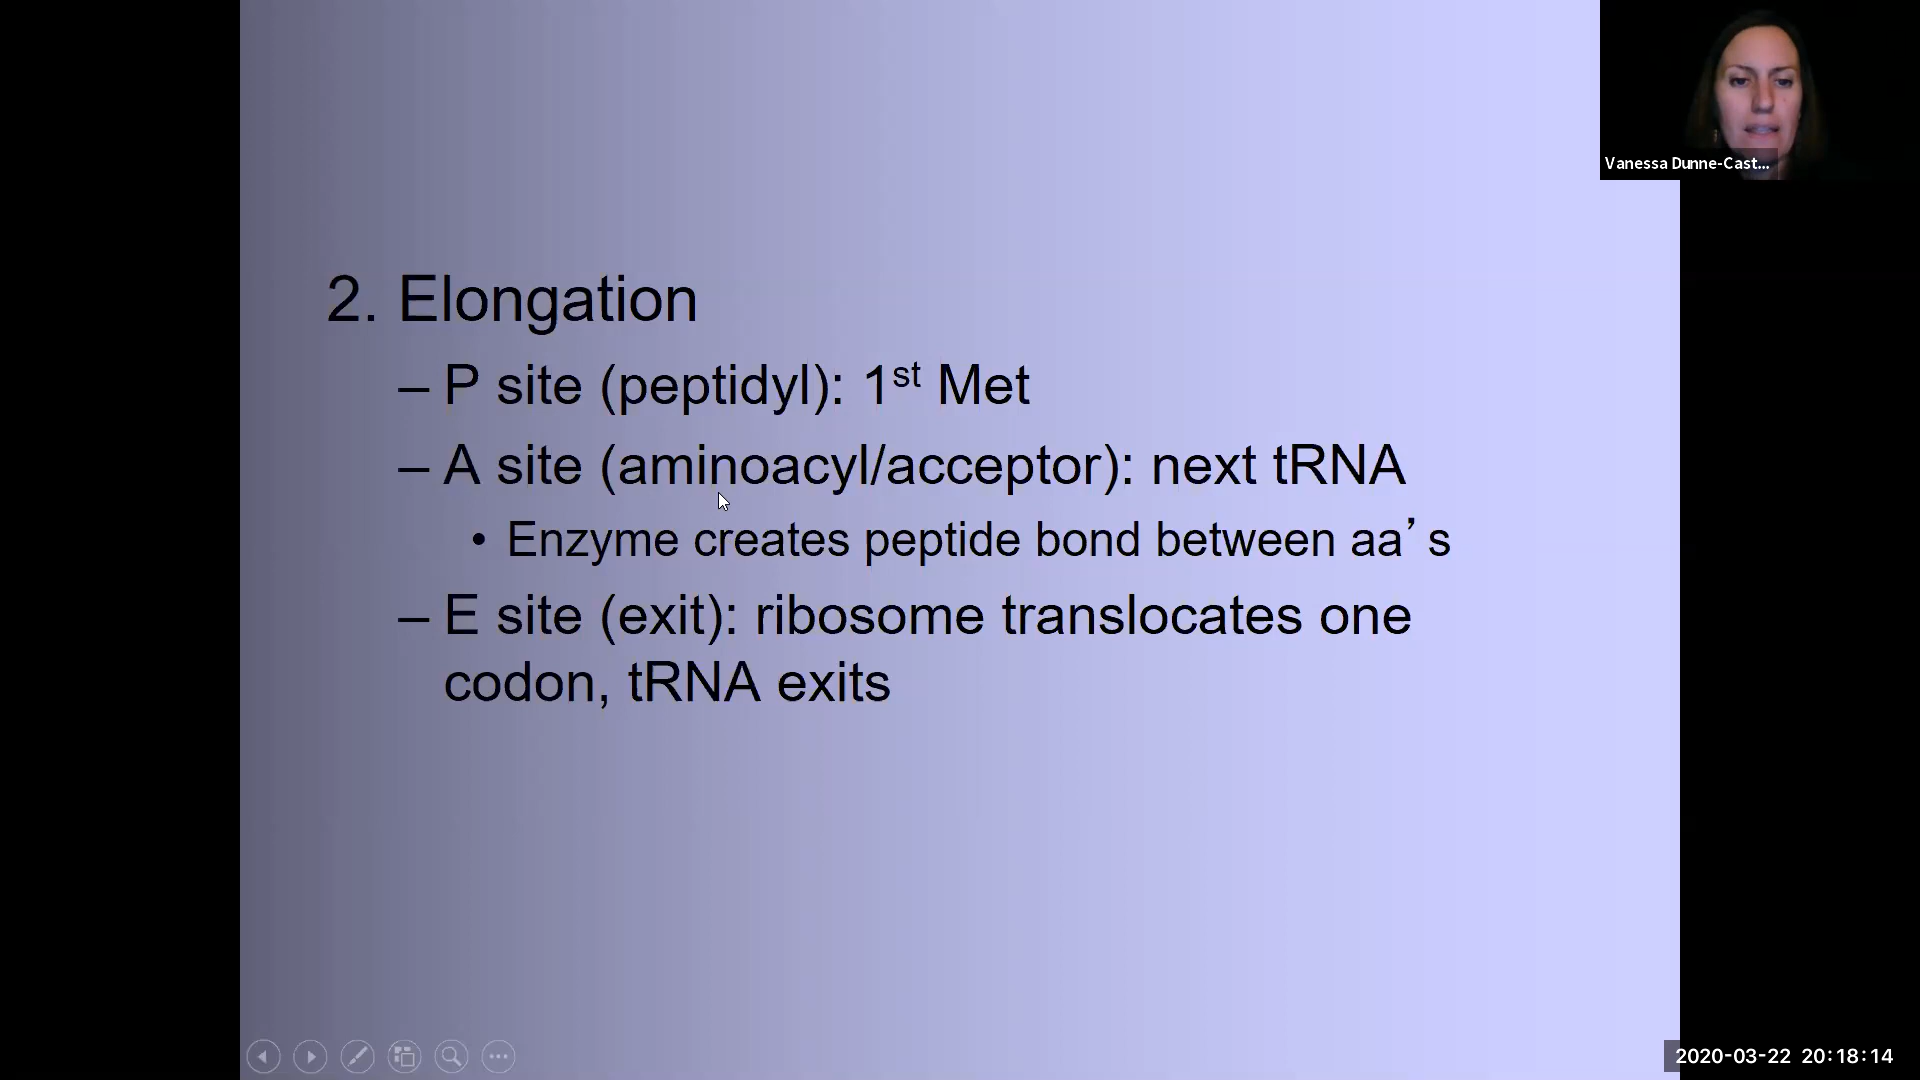 Vanessa Dunne-Cast...
2. Elongation
– P site (peptidyl): 1st Met
– A site (aminoacyl/acceptor): next tRNA
• Enzyme creates peptide bond between aa’s
– E site (exit): ribosome translocates one
codon, tRNA exits
2020-03-22 20:18:14